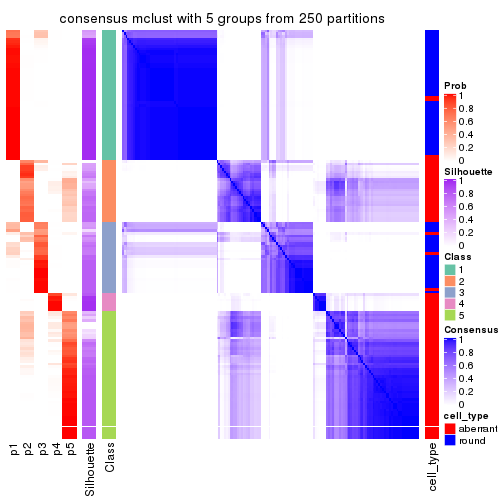 consensus mclust with 5 groups from 250 partitions
Prob
1
0.8
0.6
0.4
0.2
0
Silhouette
1
0.8
0.6
0.4
0.2
0
Class
1
2
3
4
5
Consensus
1
0.8
0.6
0.4
0.2
0
cell_type
aberrant
round
p1
p2
p3
p4
p5
Silhouette
Class
cell_type